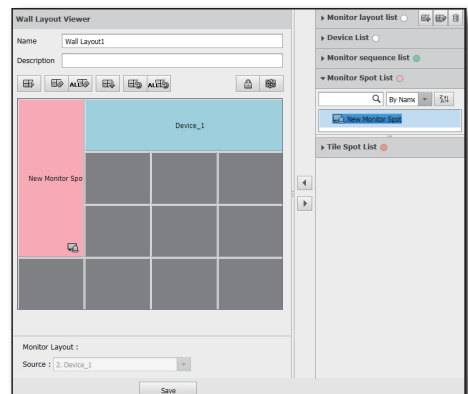 Wall Layout Viewer
Name Wall Layout1
Description
ALL ALL
Device_1
New Monitor Spo
Monitor Layout :
Source : 2. Device_1
Save
Monitor layout list
Device List
Monitor sequence list
Monitor Spot List
By Name
New Monitor Spot
Tile Spot List